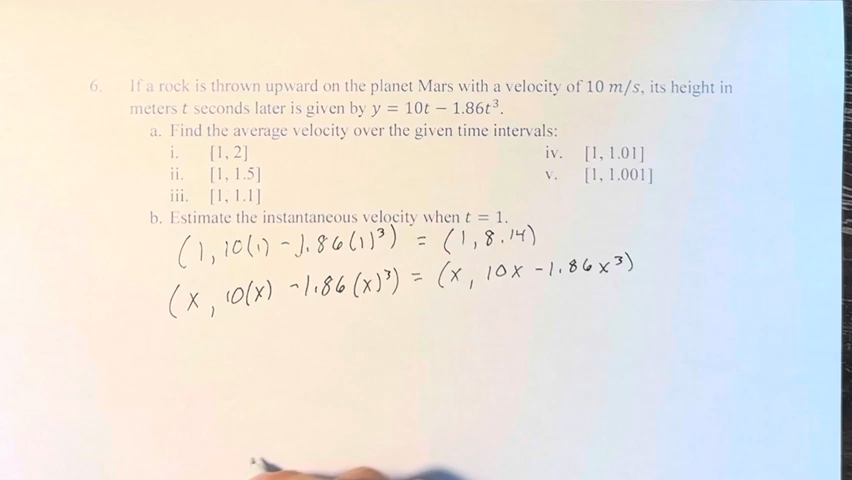 6. If a rock is thrown upward on the planet Mars with a velocity of 10 m/s, its height in
meters t seconds later is given by y = 10t − 1.86t³.
a. Find the average velocity over the given time intervals:
i. [1, 2] iv. [1, 1.01]
ii. [1, 1.5] v. [1, 1.001]
iii. [1, 1.1]
b. Estimate the instantaneous velocity when t = 1.
(1, 10(1) - 1.86(1)³) = (1, 8.14)
(x, 10(x) - 1.86(x)³) = (x, 10x - 1.86x³)